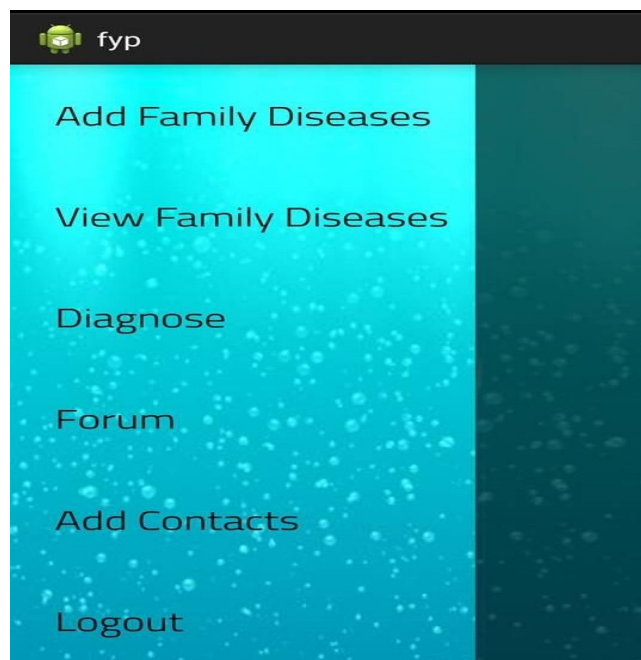 fyp
Add Family Diseases
View Family Diseases
Diagnose
Forum
Add Contacts
Logout